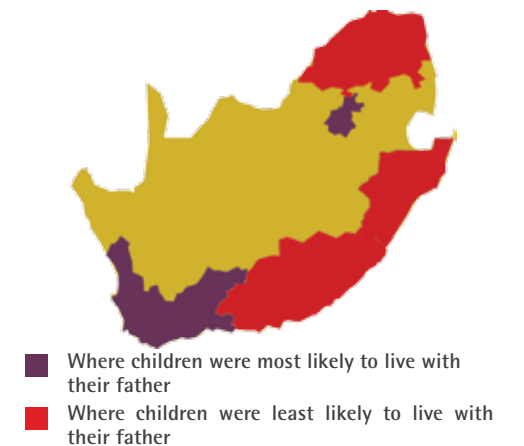 Where children were most likely to live with
their father
Where children were least likely to live with
their father